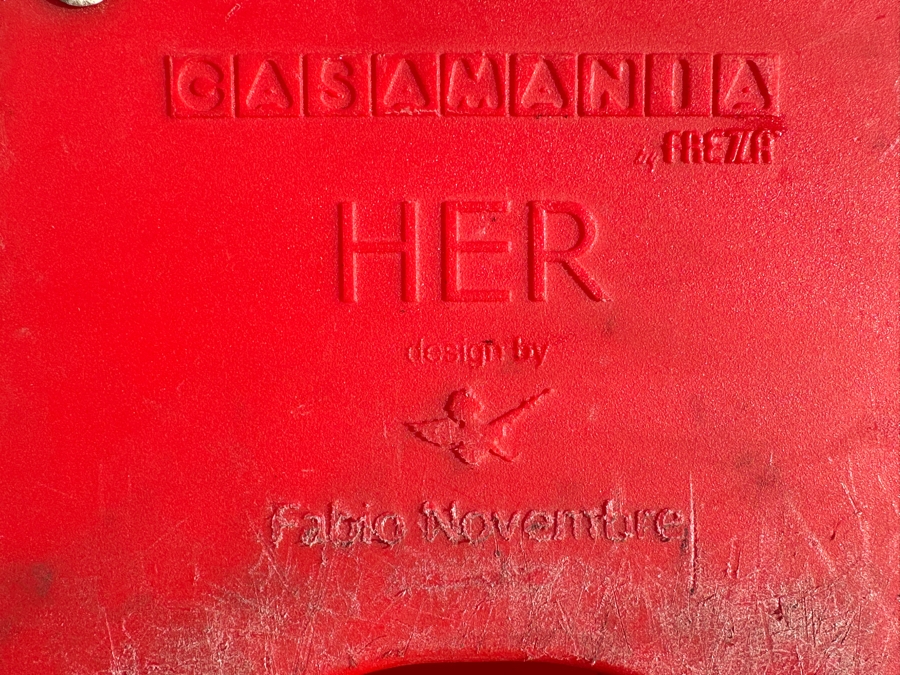 CASAMANIA
by FREZZA
HER
design by
Fabio Novembre